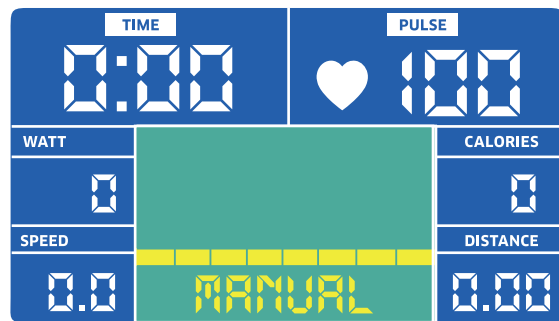 TIME PULSE
0:00 100
WATT CALORIES
0 0
SPEED DISTANCE
0.0 MANUAL 0.00